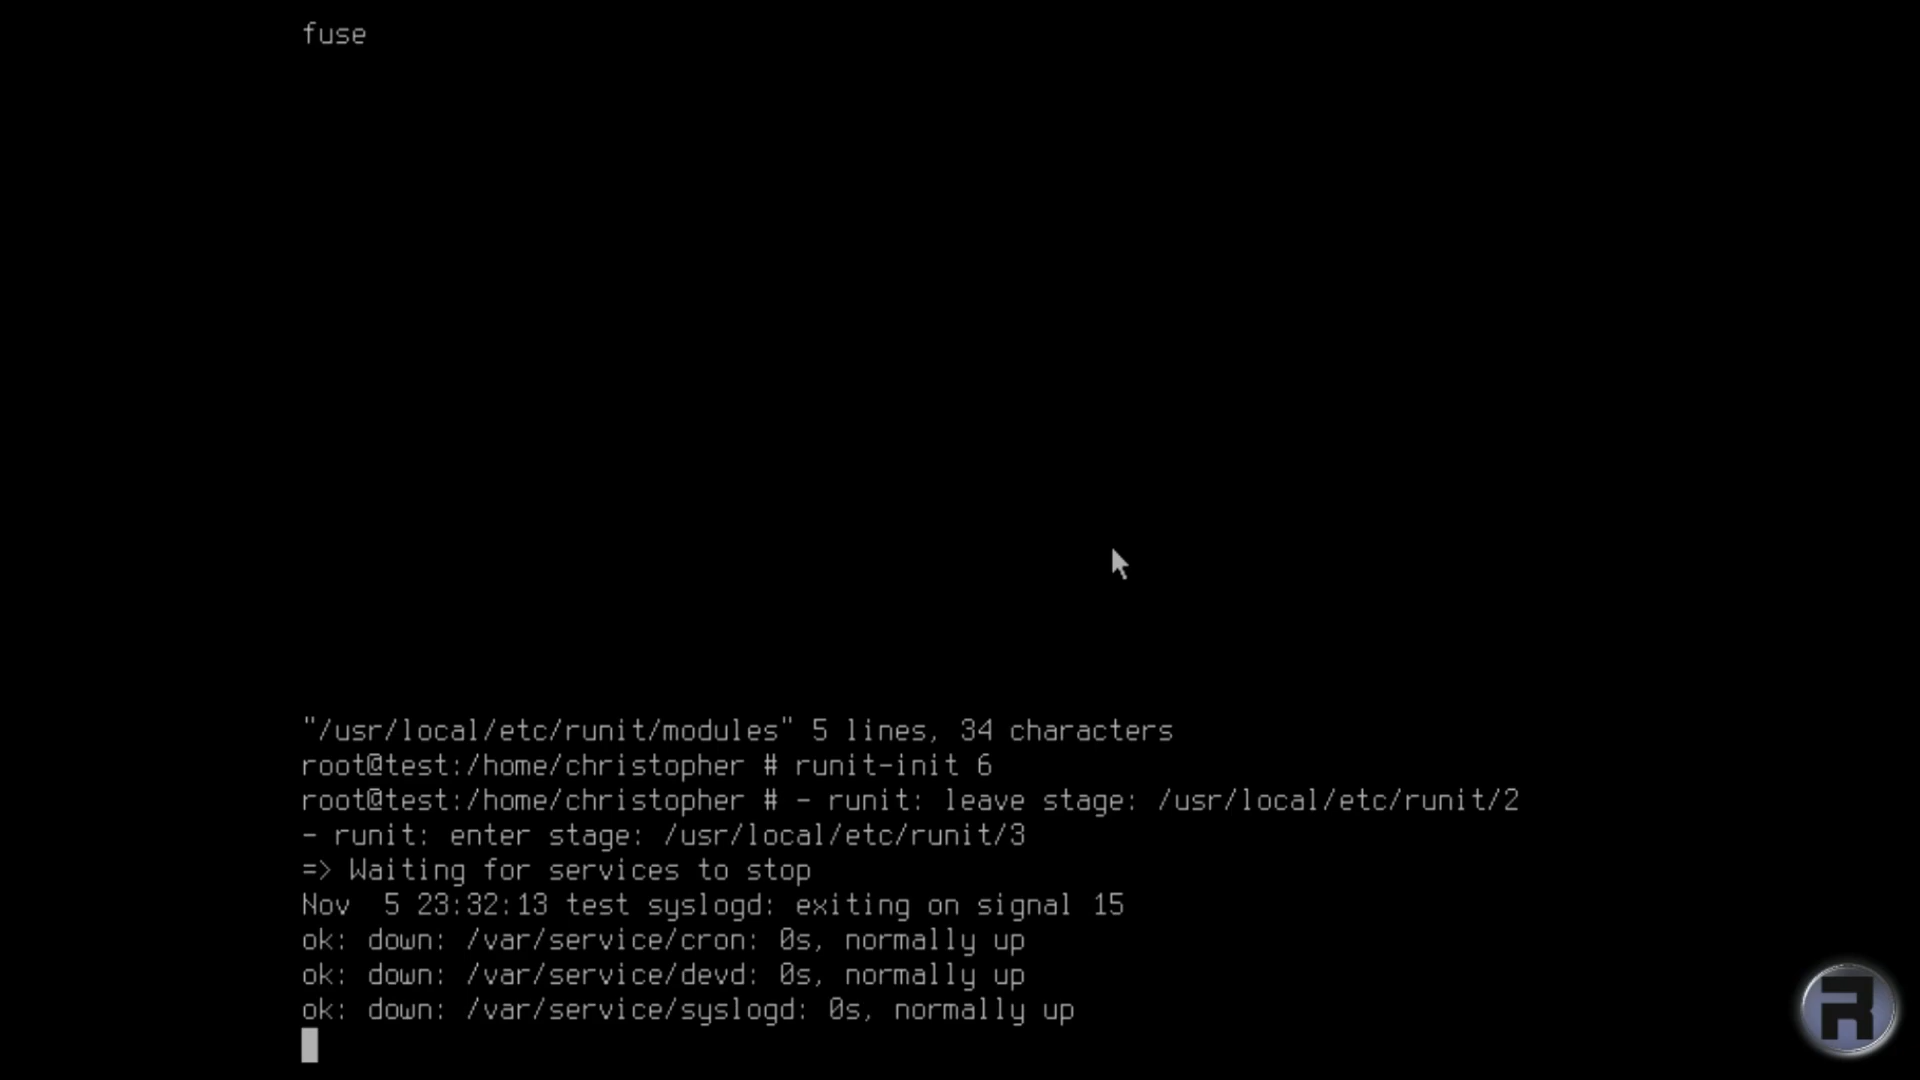 fuse
"/usr/local/etc/runit/modules" 5 lines, 34 characters
root@test:/home/christopher # runit-init 6
root@test:/home/christopher # - runit: leave stage: /usr/local/etc/runit/2
- runit: enter stage: /usr/local/etc/runit/3
=> Waiting for services to stop
Nov  5 23:32:13 test syslogd: exiting on signal 15
ok: down: /var/service/cron: 0s, normally up
ok: down: /var/service/devd: 0s, normally up
ok: down: /var/service/syslogd: 0s, normally up
R